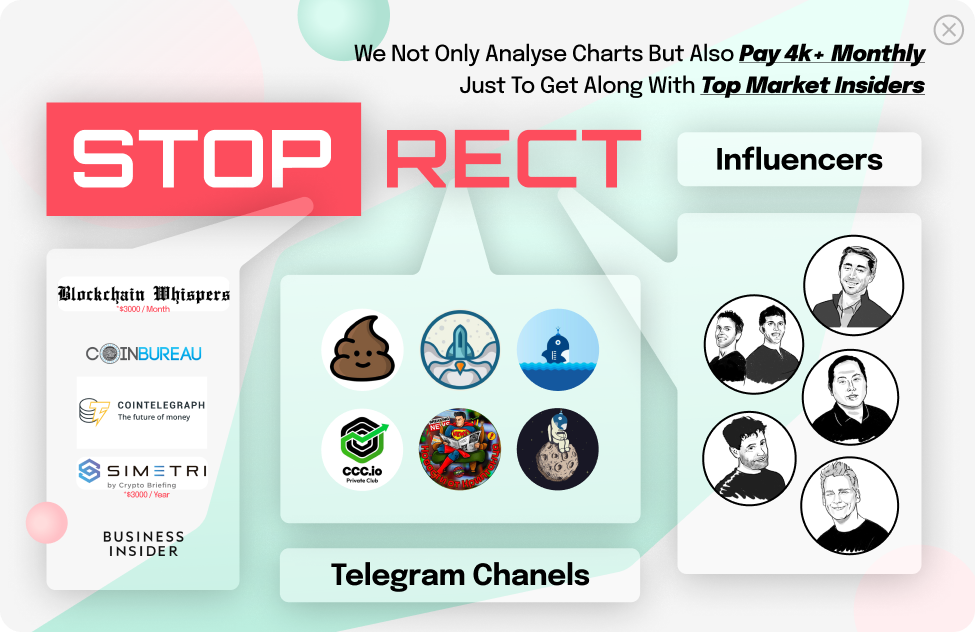 We Not Only Analyse Charts But Also Pay 4k+ Monthly
Just To Get Along With Top Market Insiders
STOP RECT
Influencers
Blockchain Whispers
~$3000 / Month
COINBUREAU
COINTELEGRAPH
The future of money
SIMETRI
by Crypto Briefing
~$3000 / Year
BUSINESS
INSIDER
CCC.io
Private Club
Telegram Chanels